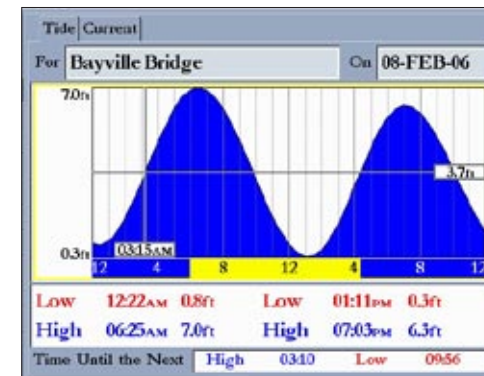 Tide Current
For Bayville Bridge On 08-FEB-06
7.0ft
3.7ft
03:15AM
0.3ft
12 4 8 12 4 8 12
Low 12:22AM 0.8ft Low 01:11PM 0.3ft
High 06:25AM 7.0ft High 07:03PM 6.3ft
Time Until the Next High 03:10 Low 09:56